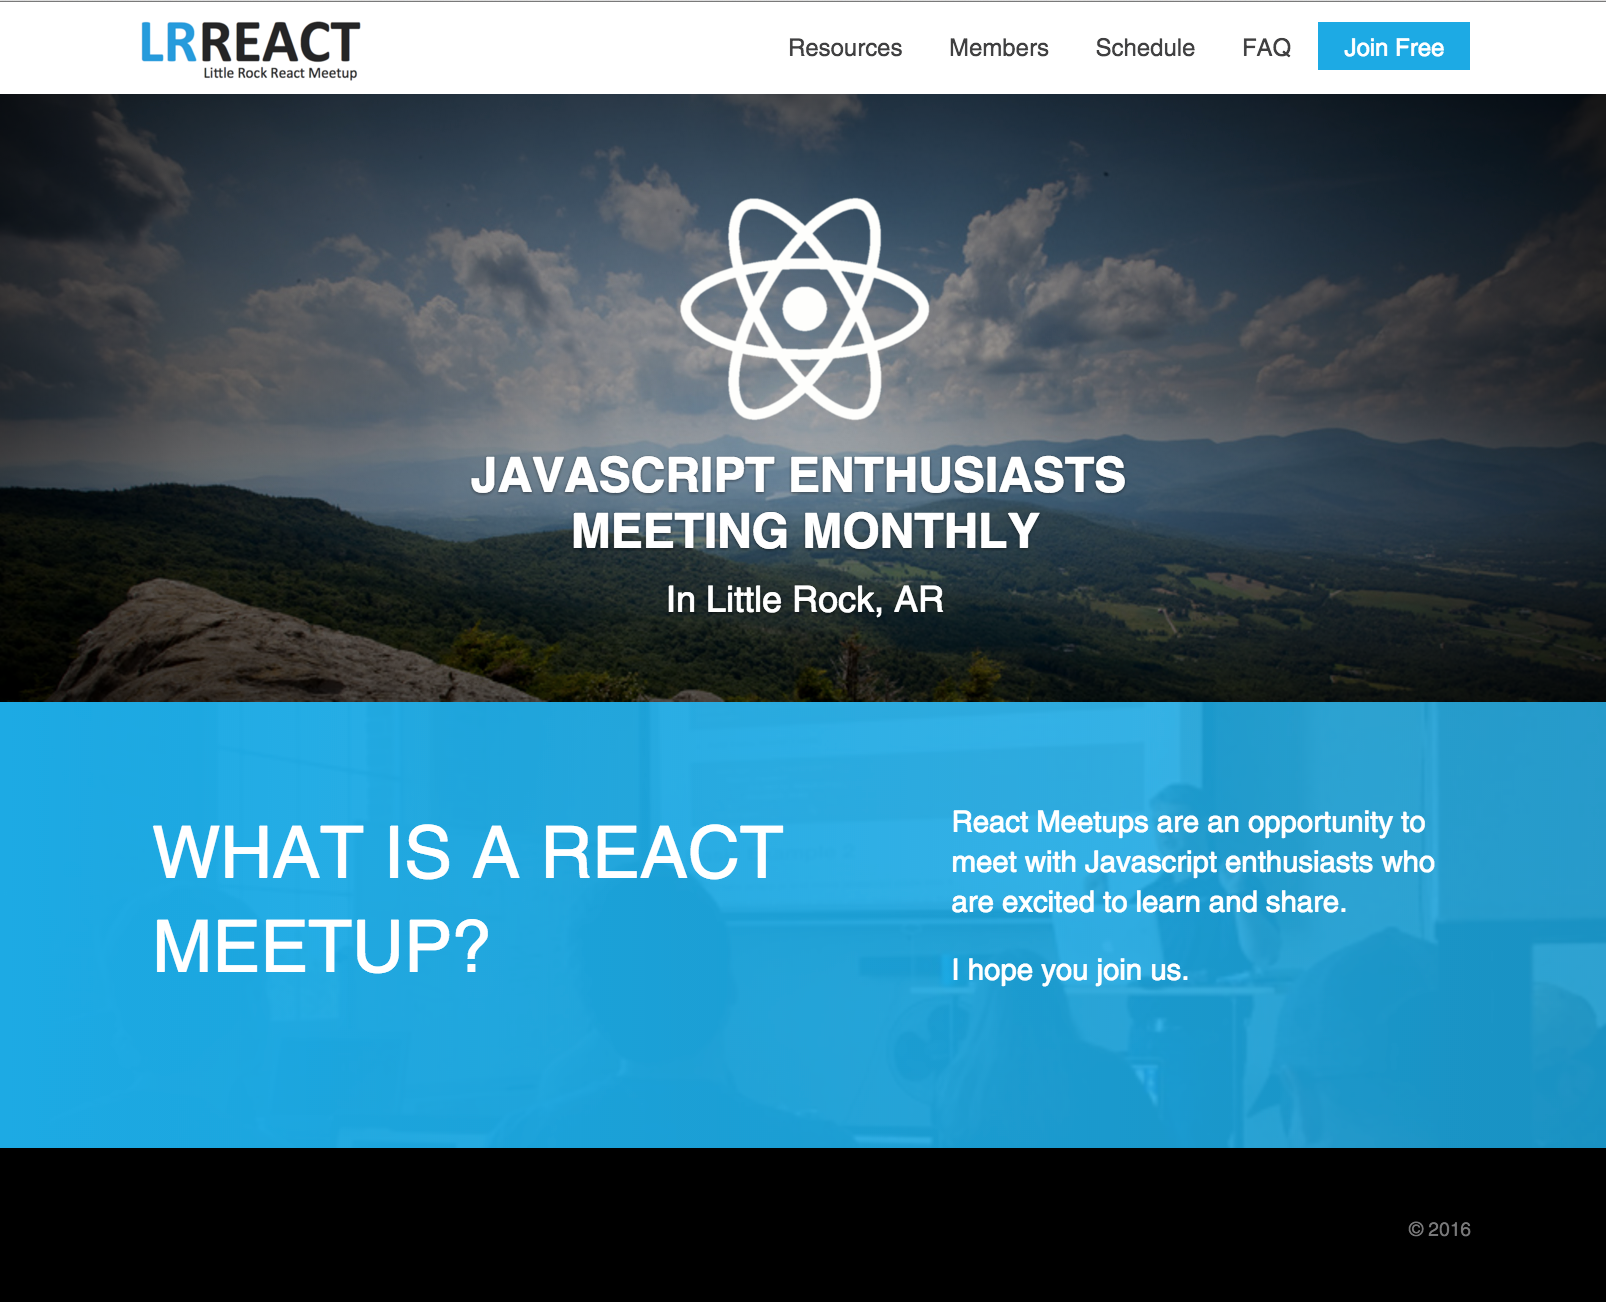 LRREACT
Little Rock React Meetup
Resources
Members
Schedule
FAQ
Join Free
JAVASCRIPT ENTHUSIASTS
MEETING MONTHLY
In Little Rock, AR
WHAT IS A REACT
MEETUP?
React Meetups are an opportunity to
meet with Javascript enthusiasts who
are excited to learn and share.
I hope you join us.
© 2016